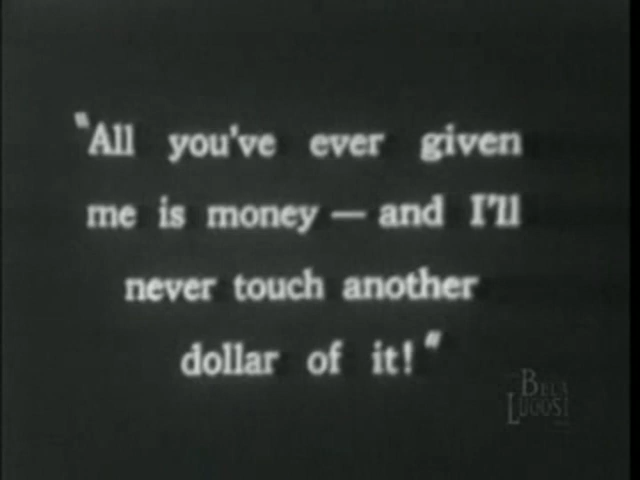 "All you've ever given
me is money — and I'll
never touch another
dollar of it!"
BELA
LUGOSI